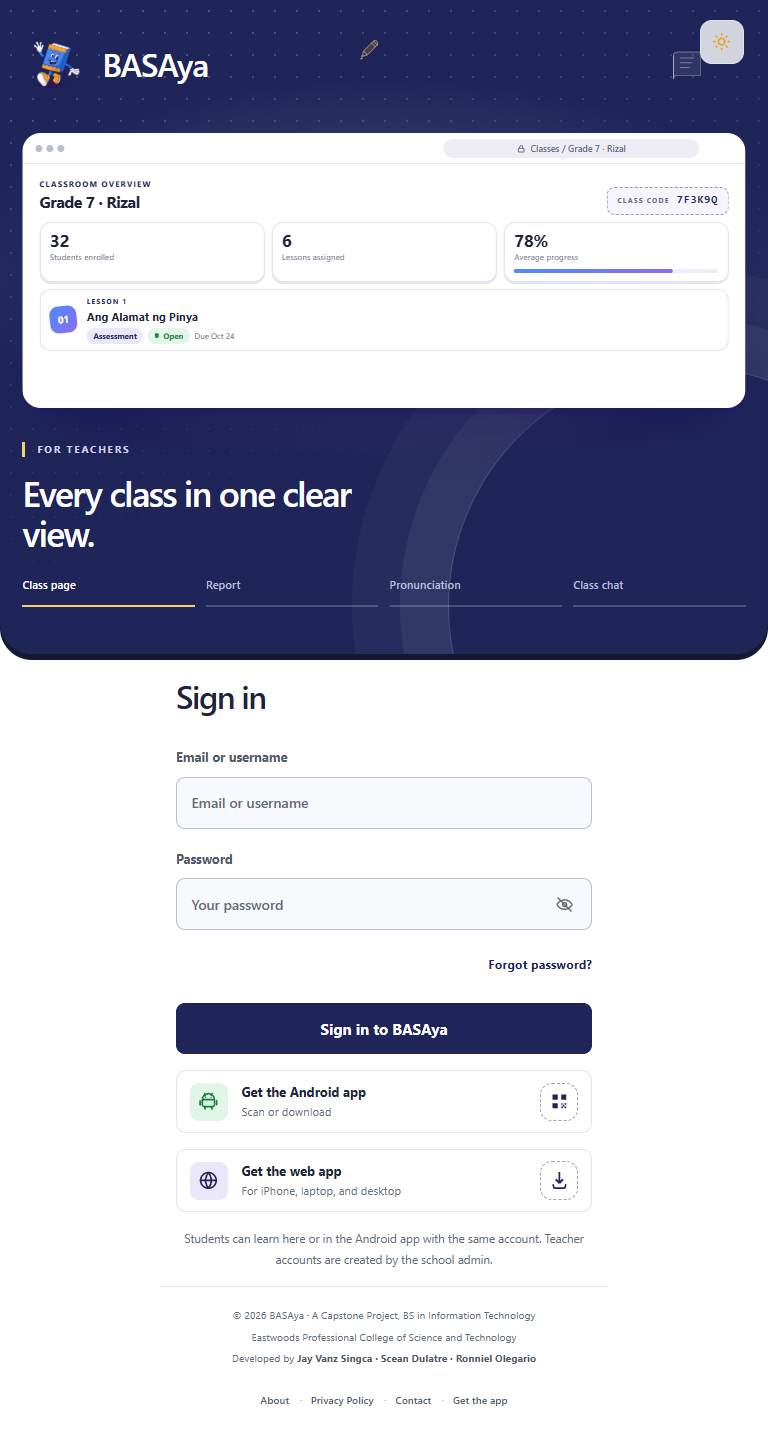 BASAya
Classes / Grade 7 · Rizal
CLASSROOM OVERVIEW
Grade 7 · Rizal
CLASS CODE 7F3K9Q
32
Students enrolled
6
Lessons assigned
78%
Average progress
01
LESSON 1
Ang Alamat ng Pinya
Assessment
Open
Due Oct 24
FOR TEACHERS
Every class in one clear
view.
Class page
Report
Pronunciation
Class chat
Sign in
Email or username
Email or username
Password
Your password
Forgot password?
Sign in to BASAya
Get the Android app
Scan or download
Get the web app
For iPhone, laptop, and desktop
Students can learn here or in the Android app with the same account. Teacher
accounts are created by the school admin.
© 2026 BASAya · A Capstone Project, BS in Information Technology
Eastwoods Professional College of Science and Technology
Developed by Jay Vanz Singca · Scean Dulatre · Ronniel Olegario
About · Privacy Policy · Contact · Get the app